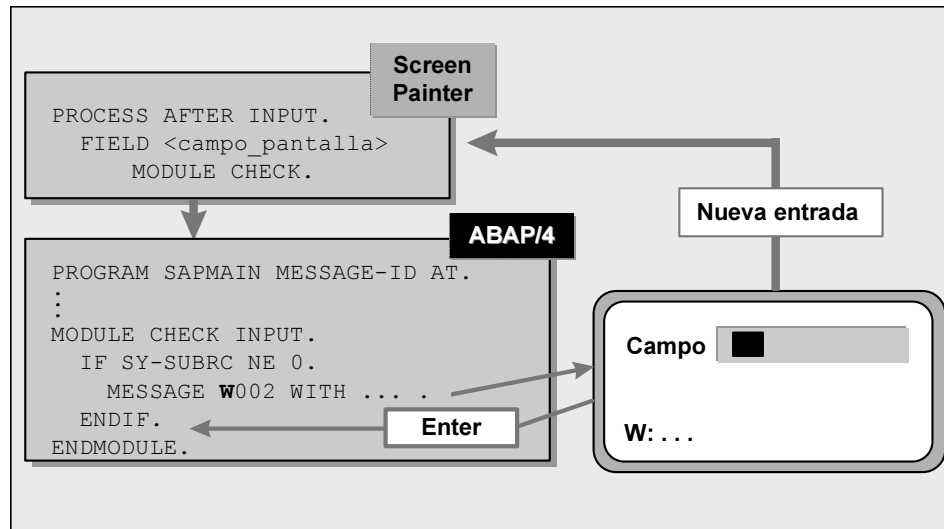 Screen
Painter
PROCESS AFTER INPUT.
FIELD <campo_pantalla>
MODULE CHECK.
Nueva entrada
ABAP/4
PROGRAM SAPMAIN MESSAGE-ID AT.
:
:
MODULE CHECK INPUT.
IF SY-SUBRC NE 0.
MESSAGE W002 WITH ... .
ENDIF.
ENDMODULE.
Enter
Campo
W: . . .